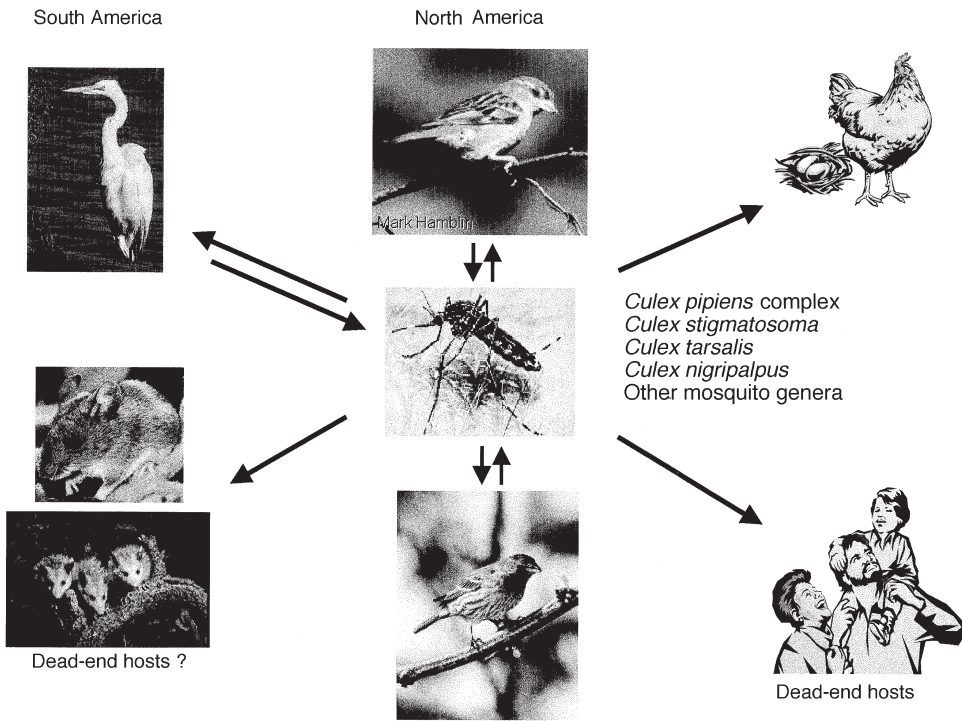 South America
North America
Mark Hamblin
Culex pipiens complex
Culex stigmatosoma
Culex tarsalis
Culex nigripalpus
Other mosquito genera
Dead-end hosts ?
Dead-end hosts